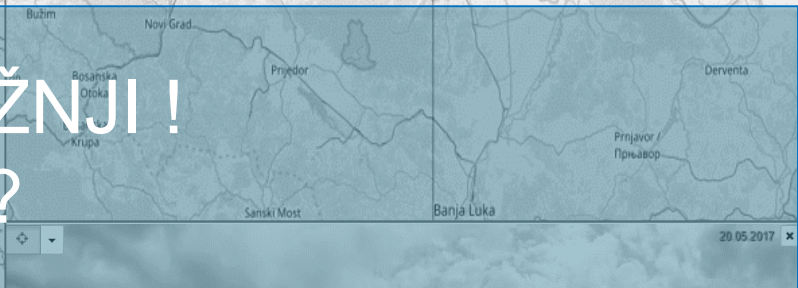 Bužim
Novi Grad
Bosanska
Otoka
Prijedor
Derventa
ŽNJI !
Krupa
Prnjavor /
Прњавор
?
Sanski Most
Banja Luka
20.05.2017